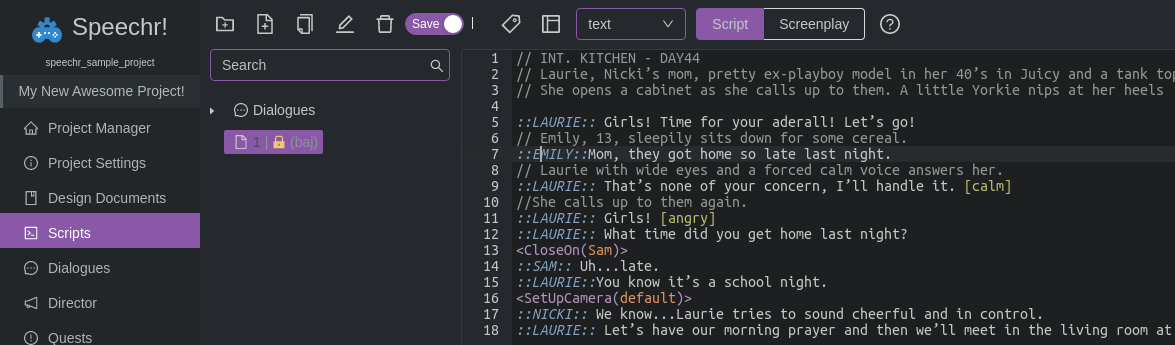 Speechr!
speechr_sample_project
My New Awesome Project!
Project Manager
Project Settings
Design Documents
Scripts
Dialogues
Director
Quests
Save
text
Script
Screenplay
Search
Dialogues
1 | (baj)
1 // INT. KITCHEN - DAY44
2 // Laurie, Nicki’s mom, pretty ex-playboy model in her 40’s in Juicy and a tank top
3 // She opens a cabinet as she calls up to them. A little Yorkie nips at her heels
4
5 ::LAURIE:: Girls! Time for your aderall! Let’s go!
6 // Emily, 13, sleepily sits down for some cereal.
7 ::EMILY::Mom, they got home so late last night.
8 // Laurie with wide eyes and a forced calm voice answers her.
9 ::LAURIE:: That’s none of your concern, I’ll handle it. [calm]
10 //She calls up to them again.
11 ::LAURIE:: Girls! [angry]
12 ::LAURIE:: What time did you get home last night?
13 <CloseOn(Sam)>
14 ::SAM:: Uh...late.
15 ::LAURIE::You know it’s a school night.
16 <SetUpCamera(default)>
17 ::NICKI:: We know...Laurie tries to sound cheerful and in control.
18 ::LAURIE:: Let’s have our morning prayer and then we’ll meet in the living room at